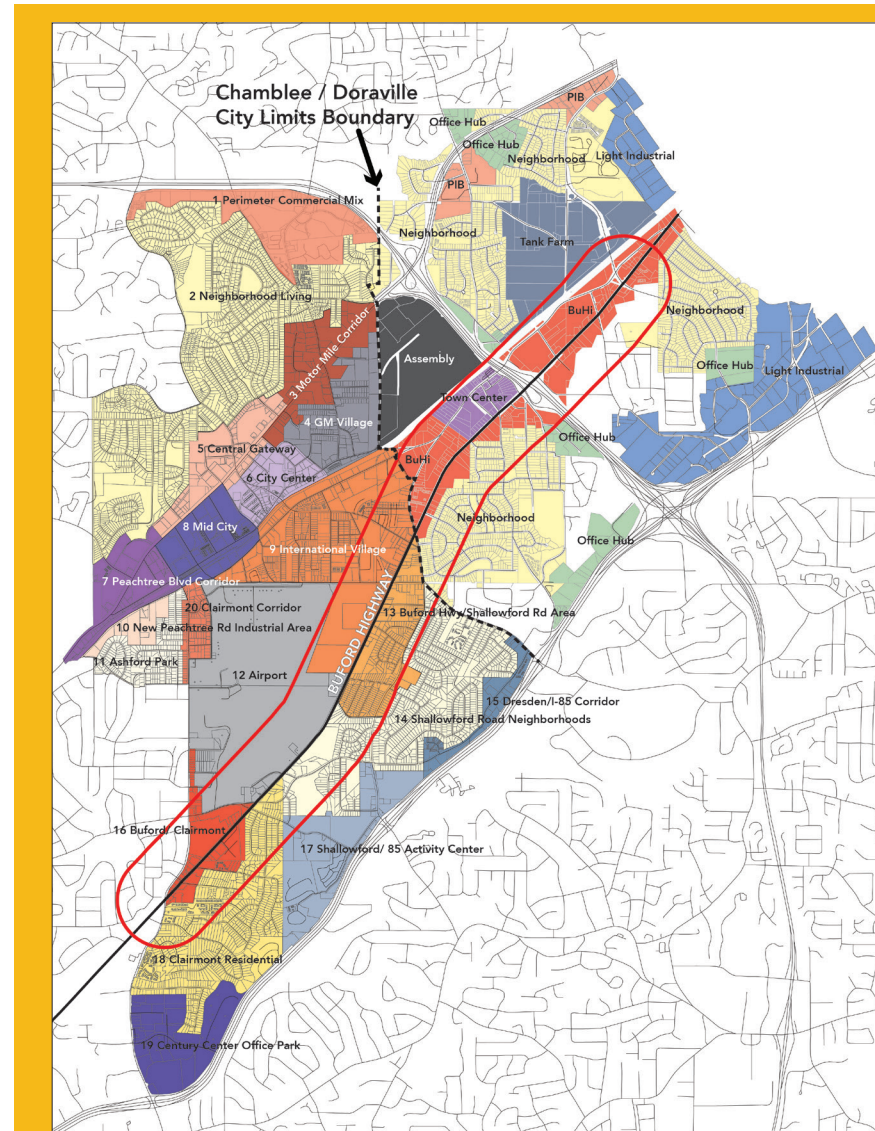 Chamblee / Doraville
City Limits Boundary
PIB
Office Hub
Office Hub
Neighborhood
Light Industrial
PIB
1 Perimeter Commercial Mix
Neighborhood
Tank Farm
2 Neighborhood Living
BuHi
Neighborhood
3 Motor Mile Corridor
Assembly
Office Hub
Light Industrial
Town Center
4 GM Village
Office Hub
5 Central Gateway
BuHi
6 City Center
Neighborhood
8 Mid City
9 International Village
Office Hub
7 Peachtree Blvd Corridor
BUFORD HIGHWAY
20 Clairmont Corridor
13 Buford Hwy/Shallowford Rd Area
10 New Peachtree Rd Industrial Area
11 Ashford Park
12 Airport
15 Dresden/I-85 Corridor
14 Shallowford Road Neighborhoods
16 Buford/ Clairmont
17 Shallowford/ 85 Activity Center
18 Clairmont Residential
19 Century Center Office Park